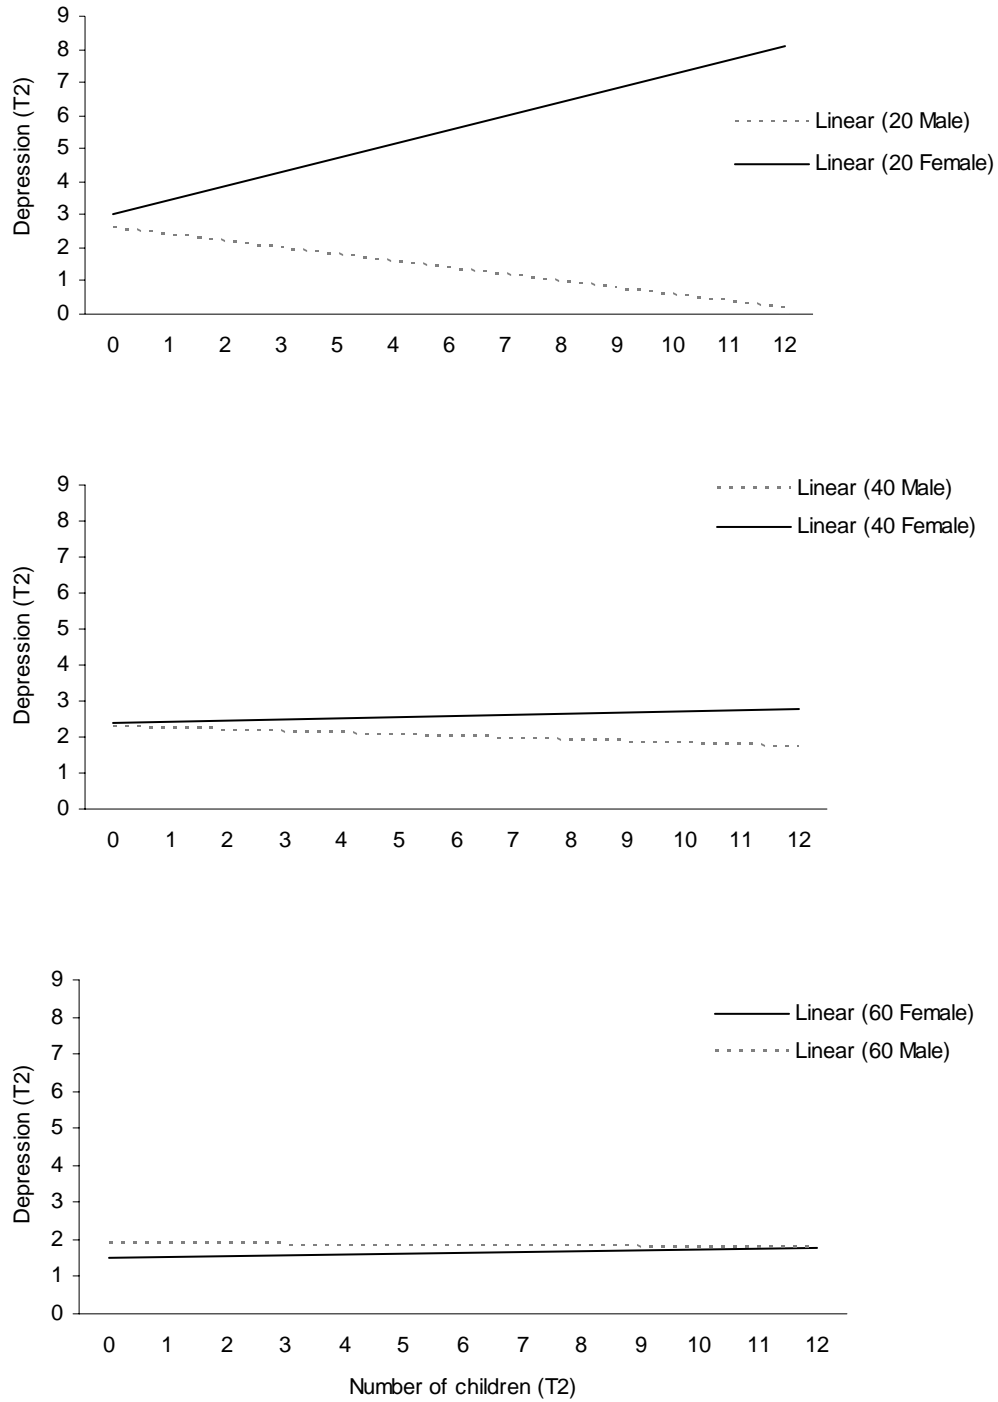 9
8
7
6
5
4
3
2
1
0
Depression (T2)
0 1 2 3 5 4 6 7 8 9 10 11 12
Linear (20 Male)
Linear (20 Female)
9
8
7
6
5
4
3
2
1
0
Depression (T2)
0 1 2 3 4 5 6 7 8 9 10 11 12
Linear (40 Male)
Linear (40 Female)
9
8
7
6
5
4
3
2
1
0
Depression (T2)
0 1 2 3 4 5 6 7 8 9 10 11 12
Linear (60 Female)
Linear (60 Male)
Number of children (T2)